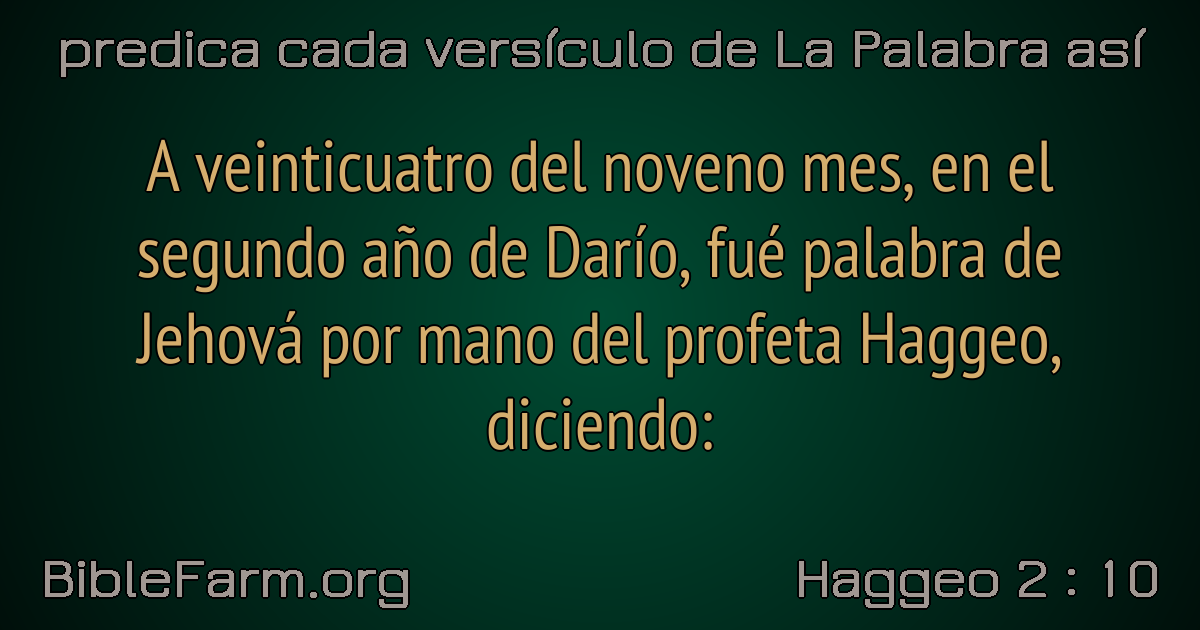 predica cada versículo de La Palabra así
A veinticuatro del noveno mes, en el
segundo año de Darío, fué palabra de
Jehová por mano del profeta Haggeo,
diciendo:
BibleFarm.org
Haggeo 2 : 10